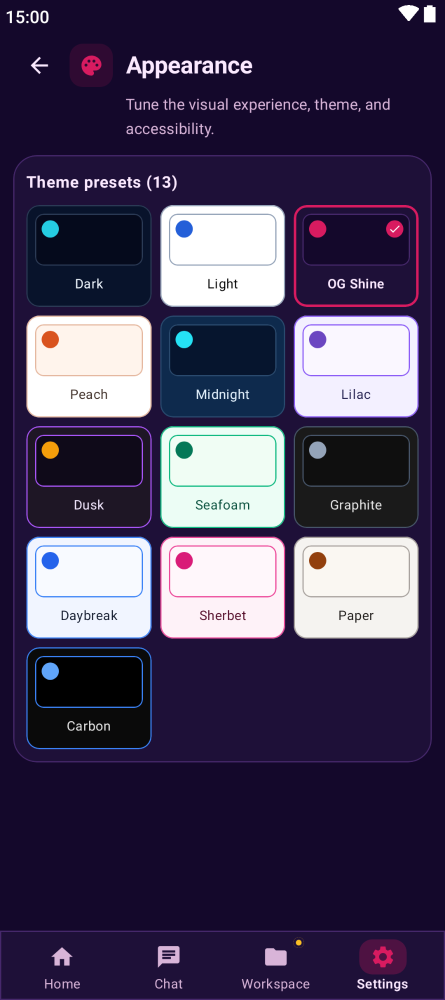 15:00
Appearance
Tune the visual experience, theme, and
accessibility.
Theme presets (13)
Dark
Light
OG Shine
Peach
Midnight
Lilac
Dusk
Seafoam
Graphite
Daybreak
Sherbet
Paper
Carbon
Home
Chat
Workspace
Settings